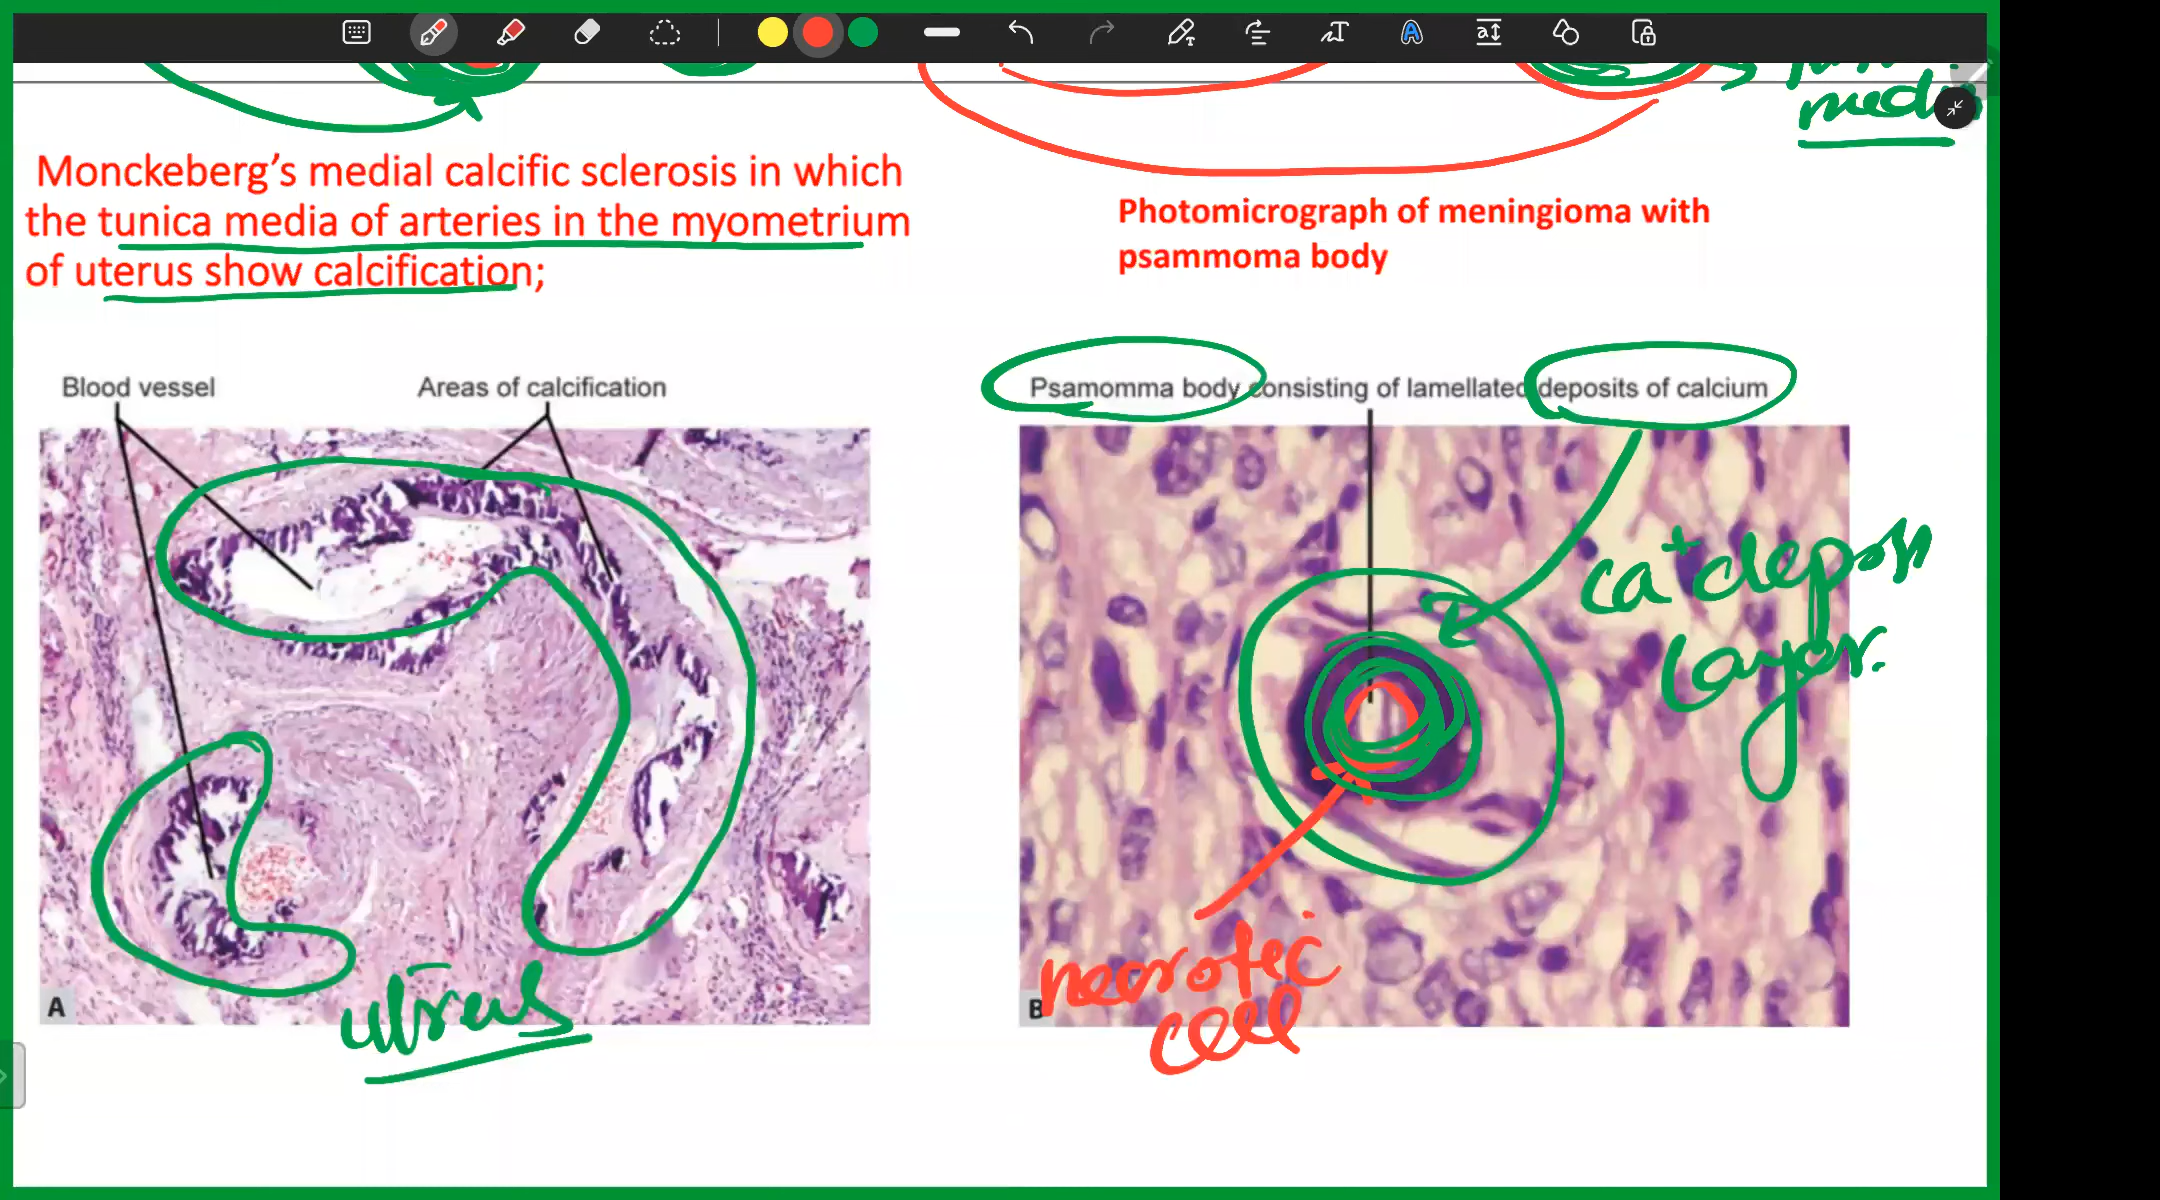 media
Monckeberg’s medial calcific sclerosis in which
the tunica media of arteries in the myometrium
of uterus show calcification;
Photomicrograph of meningioma with
psammoma body
Blood vessel
Areas of calcification
Psamomma body consisting of lamellated deposits of calcium
ca+ deposit
layer.
necrotic
cell
utreus
A
B